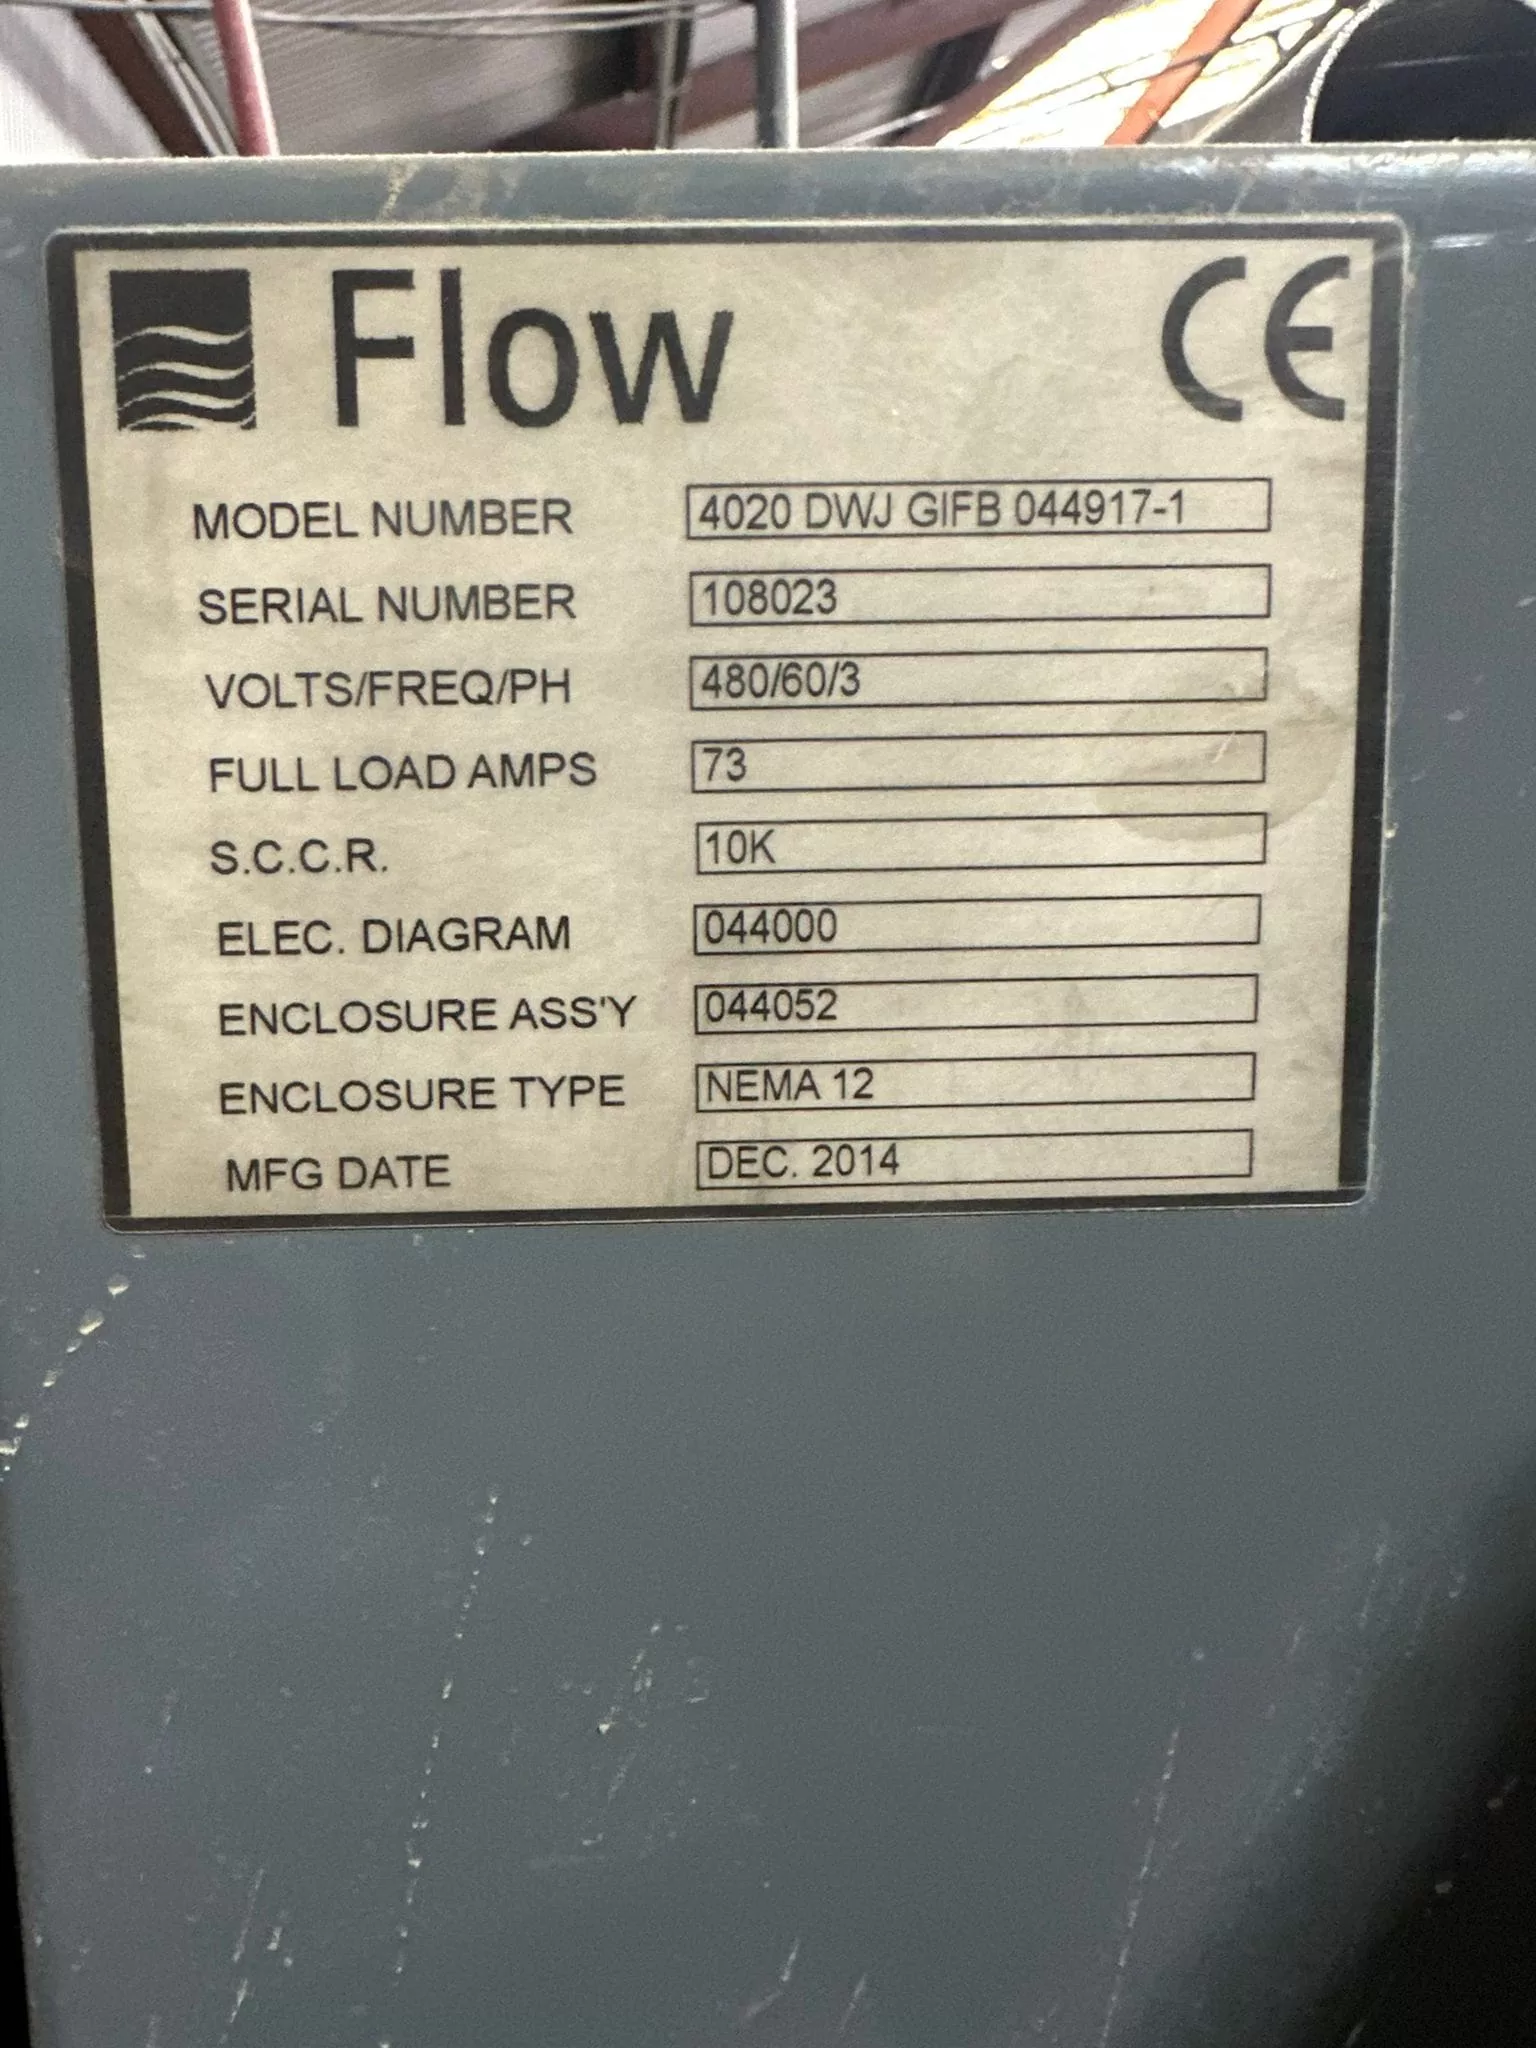 Flow CE
MODEL NUMBER 4020 DWJ GIFB 044917-1
SERIAL NUMBER 108023
VOLTS/FREQ/PH 480/60/3
FULL LOAD AMPS 73
S.C.C.R. 10K
ELEC. DIAGRAM 044000
ENCLOSURE ASS'Y 044052
ENCLOSURE TYPE NEMA 12
MFG DATE DEC. 2014